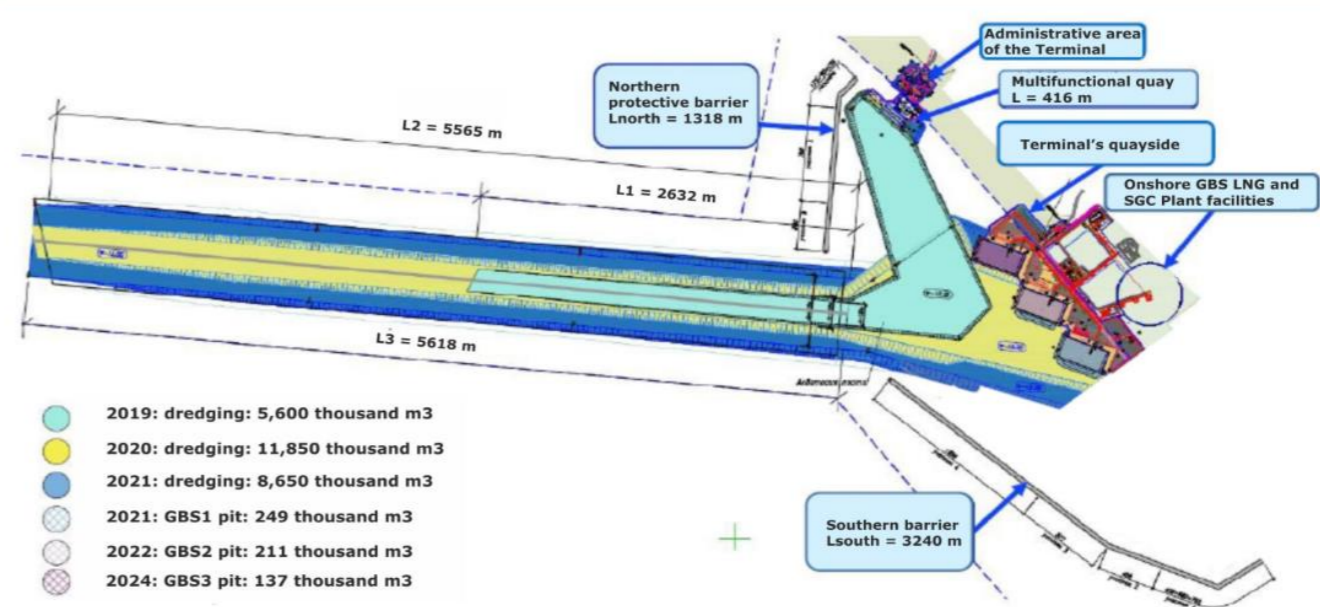 Administrative area
of the Terminal
Multifunctional quay
L = 416 m
Northern
protective barrier
Lnorth = 1318 m
Terminal's quayside
Onshore GBS LNG and
SGC Plant facilities
L2 = 5565 m
L1 = 2632 m
L3 = 5618 m
2019: dredging: 5,600 thousand m3
2020: dredging: 11,850 thousand m3
2021: dredging: 8,650 thousand m3
2021: GBS1 pit: 249 thousand m3
2022: GBS2 pit: 211 thousand m3
2024: GBS3 pit: 137 thousand m3
Southern barrier
Lsouth = 3240 m